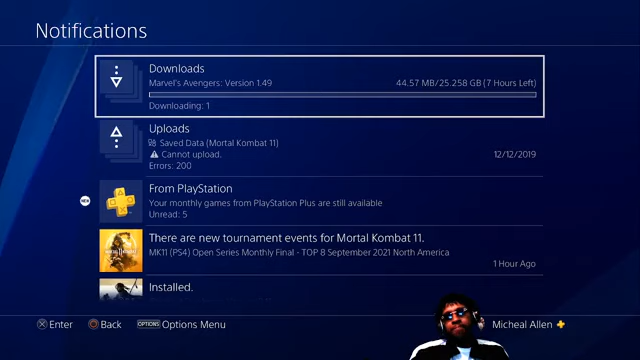 Notifications
Downloads
Marvel's Avengers: Version 1.49
44.57 MB/25.258 GB (7 Hours Left)
Downloading: 1
Uploads
Saved Data (Mortal Kombat 11)
Cannot upload.
12/12/2019
Errors: 200
From PlayStation
Your monthly games from PlayStation Plus are still available
Unread: 5
There are new tournament events for Mortal Kombat 11.
MK11 (PS4) Open Series Monthly Final - TOP 8 September 2021 North America
1 Hour Ago
Installed.
Enter
Back
OPTIONS Options Menu
Micheal Allen